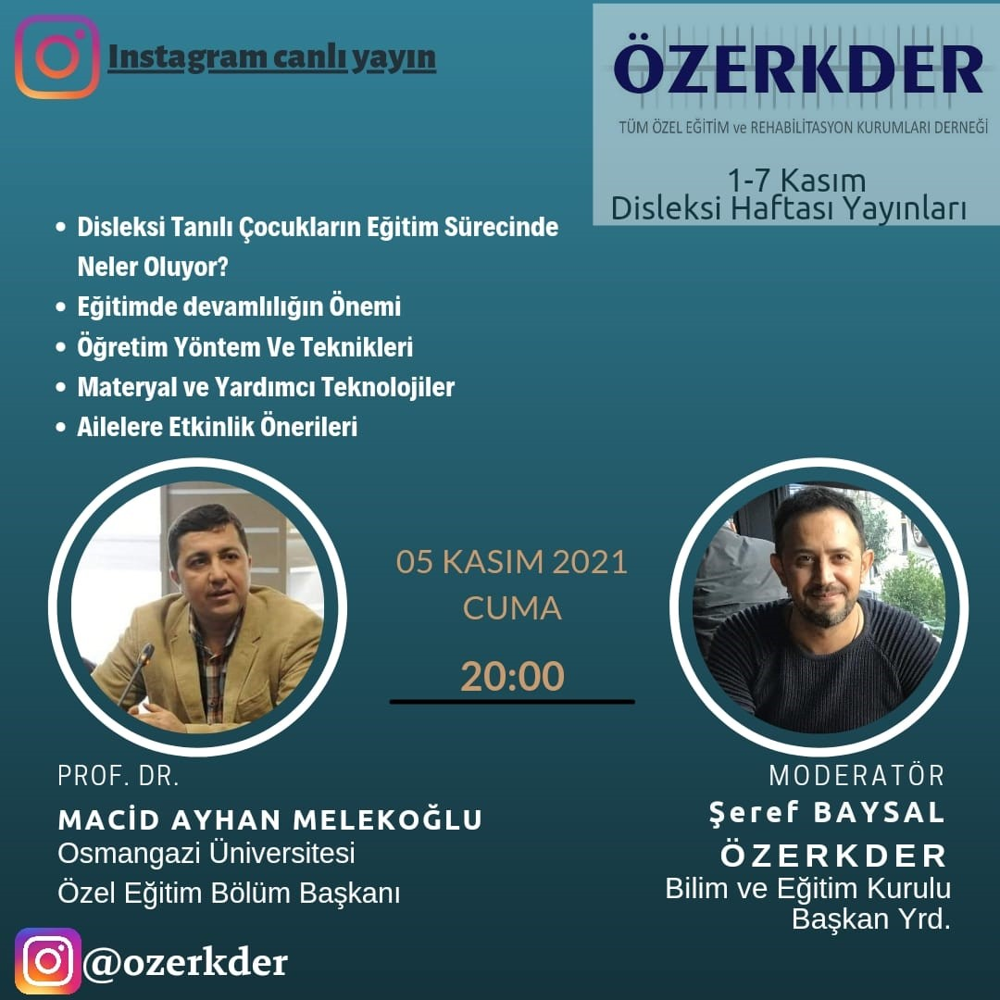 Instagram canlı yayın
ÖZERKDER
TÜM ÖZEL EĞİTİM ve REHABİLİTASYON KURUMLARI DERNEĞİ
1-7 Kasım
Disleksi Haftası Yayınları
• Disleksi Tanılı Çocukların Eğitim Sürecinde
Neler Oluyor?
• Eğitimde devamlılığın Önemi
• Öğretim Yöntem Ve Teknikleri
• Materyal ve Yardımcı Teknolojiler
• Ailelere Etkinlik Önerileri
05 KASIM 2021
CUMA
20:00
PROF. DR.
MACİD AYHAN MELEKOĞLU
Osmangazi Üniversitesi
Özel Eğitim Bölüm Başkanı
MODERATÖR
Şeref BAYSAL
ÖZERKDER
Bilim ve Eğitim Kurulu
Başkan Yrd.
@ozerkder